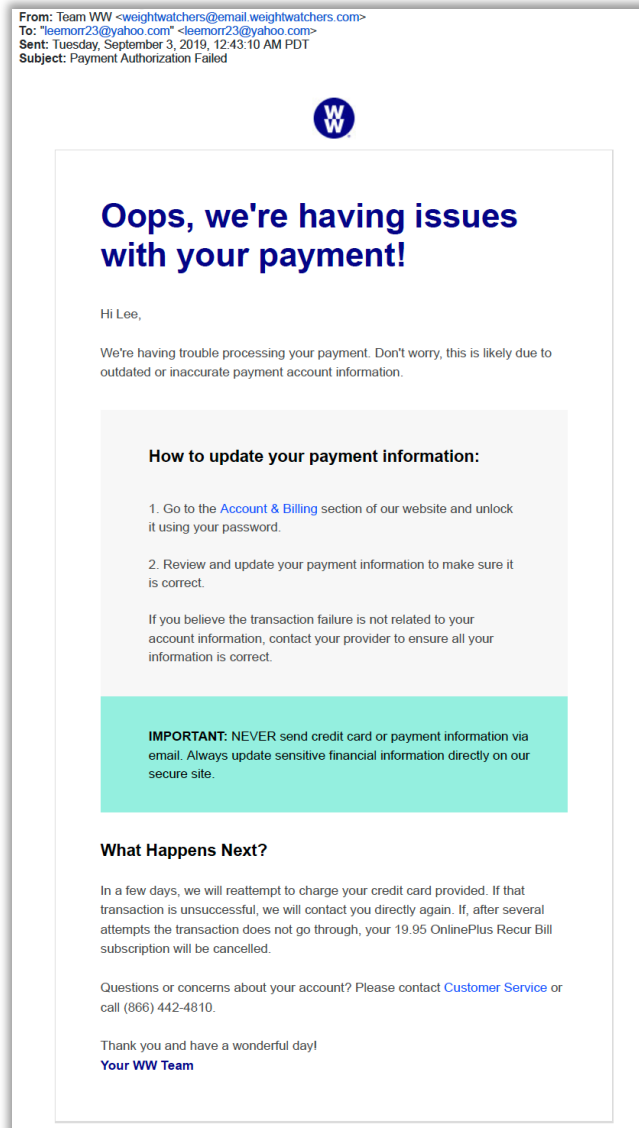 From: Team WW <weightwatchers@email.weightwatchers.com>
To: "leemorr23@yahoo.com" <leemorr23@yahoo.com>
Sent: Tuesday, September 3, 2019, 12:43:10 AM PDT
Subject: Payment Authorization Failed
W
W
Oops, we're having issues
with your payment!
Hi Lee,
We're having trouble processing your payment. Don't worry, this is likely due to
outdated or inaccurate payment account information.
How to update your payment information:
1. Go to the Account & Billing section of our website and unlock
it using your password.
2. Review and update your payment information to make sure it
is correct.
If you believe the transaction failure is not related to your
account information, contact your provider to ensure all your
information is correct.
IMPORTANT: NEVER send credit card or payment information via
email. Always update sensitive financial information directly on our
secure site.
What Happens Next?
In a few days, we will reattempt to charge your credit card provided. If that
transaction is unsuccessful, we will contact you directly again. If, after several
attempts the transaction does not go through, your 19.95 OnlinePlus Recur Bill
subscription will be cancelled.
Questions or concerns about your account? Please contact Customer Service or
call (866) 442-4810.
Thank you and have a wonderful day!
Your WW Team